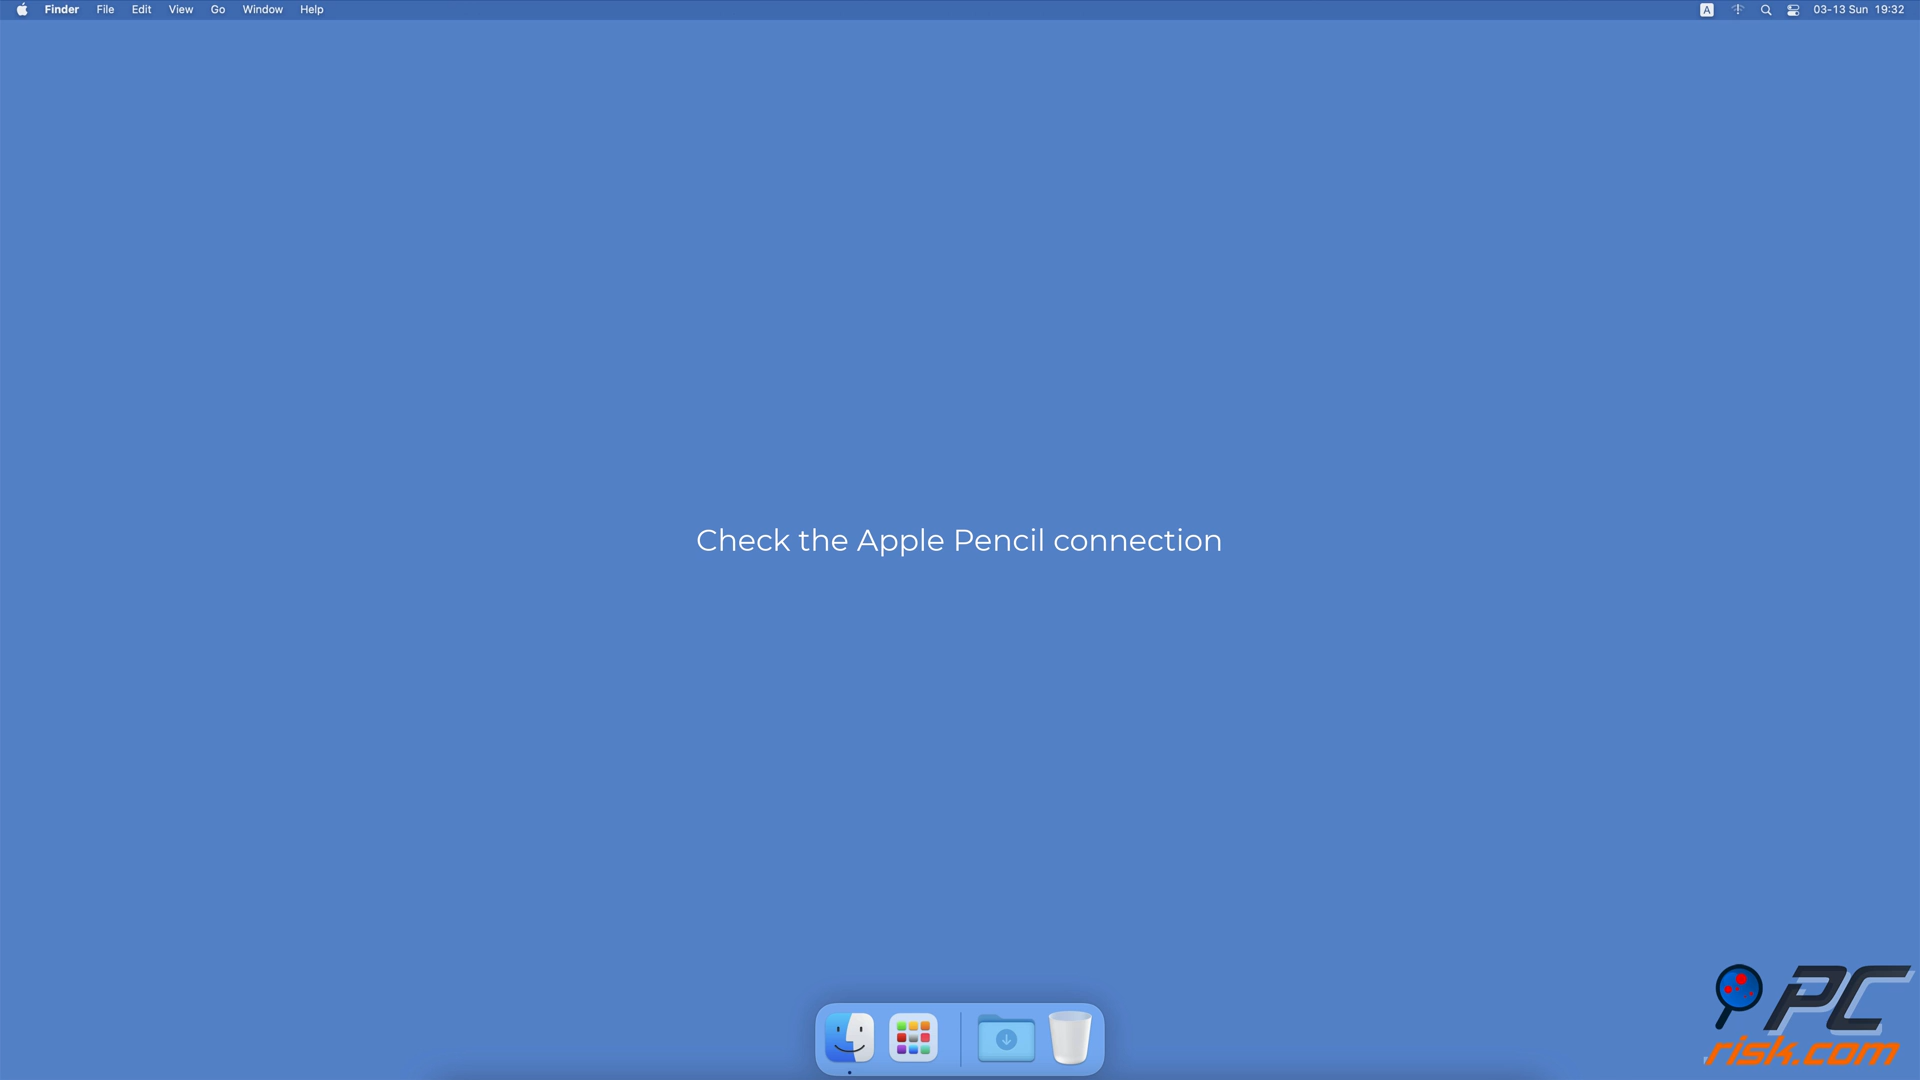 Finder File Edit View Go Window Help A 03-13 Sun 19:32
Check the Apple Pencil connection
PC
risk.com